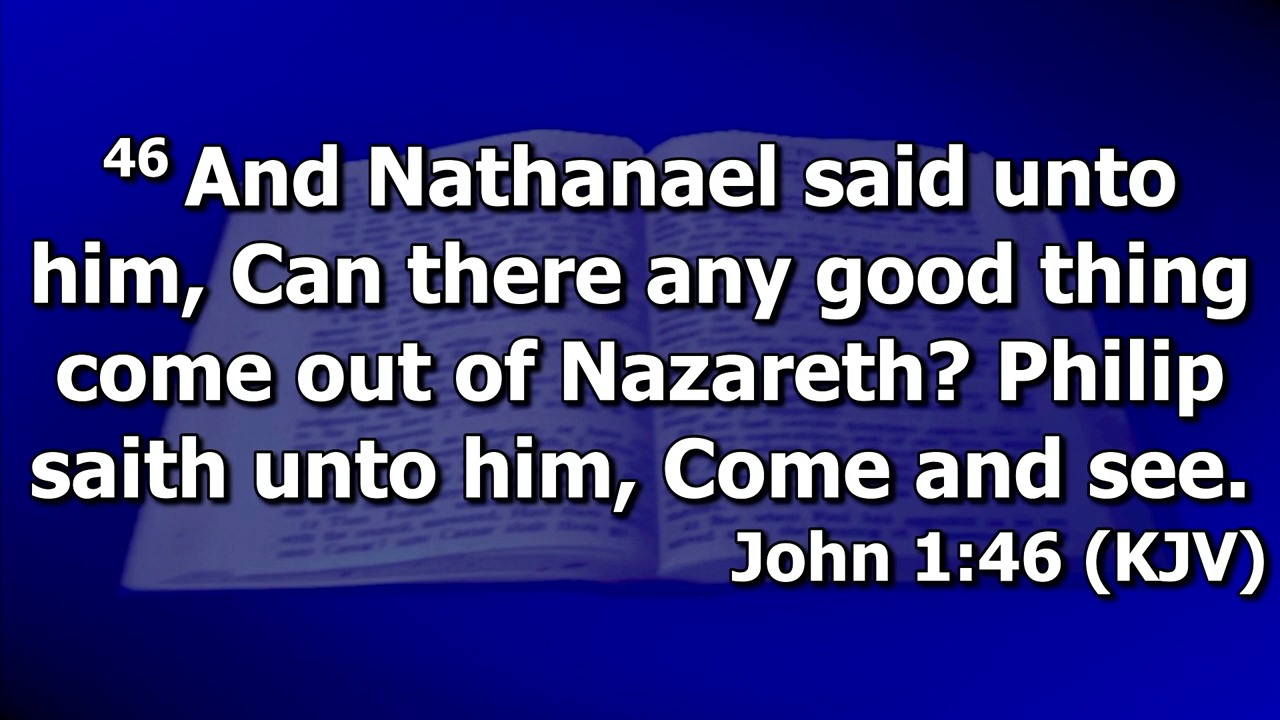 46 And Nathanael said unto
him, Can there any good thing
come out of Nazareth? Philip
saith unto him, Come and see.
John 1:46 (KJV)